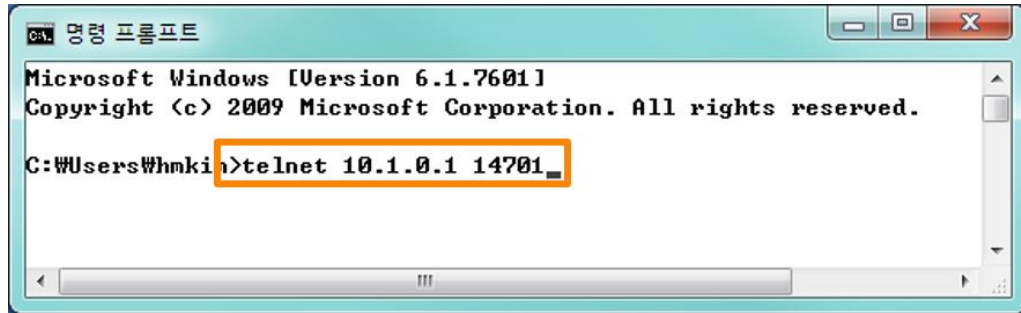 명령 프롬프트
Microsoft Windows [Version 6.1.7601]
Copyright (c) 2009 Microsoft Corporation. All rights reserved.
C:₩Users₩hmkin>telnet 10.1.0.1 14701_